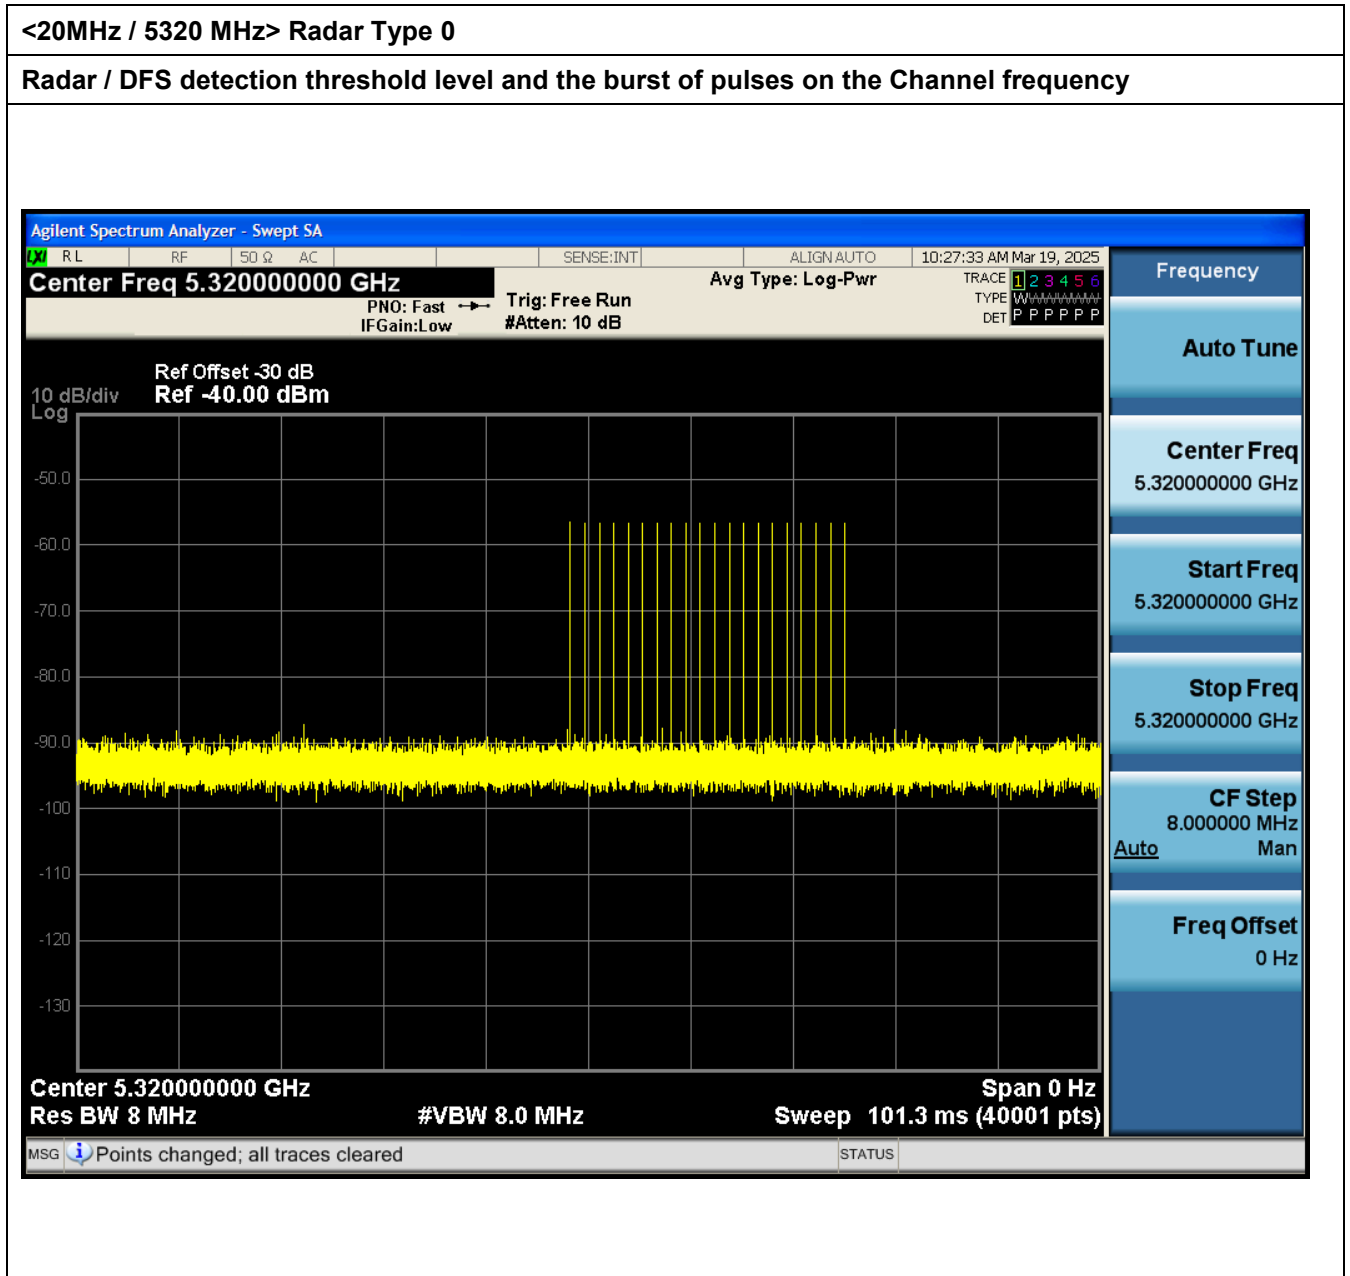 <20MHz / 5320 MHz> Radar Type 0
Radar / DFS detection threshold level and the burst of pulses on the Channel frequency
Agilent Spectrum Analyzer - Swept SA
LXI RL RF 50 Ω AC SENSE:INT ALIGN AUTO 10:27:33 AM Mar 19, 2025
Center Freq 5.320000000 GHz
PNO: Fast
IFGain:Low
Trig: Free Run
#Atten: 10 dB
Avg Type: Log-Pwr
TRACE 1 2 3 4 5 6
TYPE WWWWWW
DET P P P P P P
Ref Offset -30 dB
10 dB/div Ref -40.00 dBm
Log
-50.0
-60.0
-70.0
-80.0
-90.0
-100
-110
-120
-130
Center 5.320000000 GHz Span 0 Hz
Res BW 8 MHz #VBW 8.0 MHz Sweep 101.3 ms (40001 pts)
MSG Points changed; all traces cleared STATUS
Frequency
Auto Tune
Center Freq
5.320000000 GHz
Start Freq
5.320000000 GHz
Stop Freq
5.320000000 GHz
CF Step
8.000000 MHz
Auto Man
Freq Offset
0 Hz